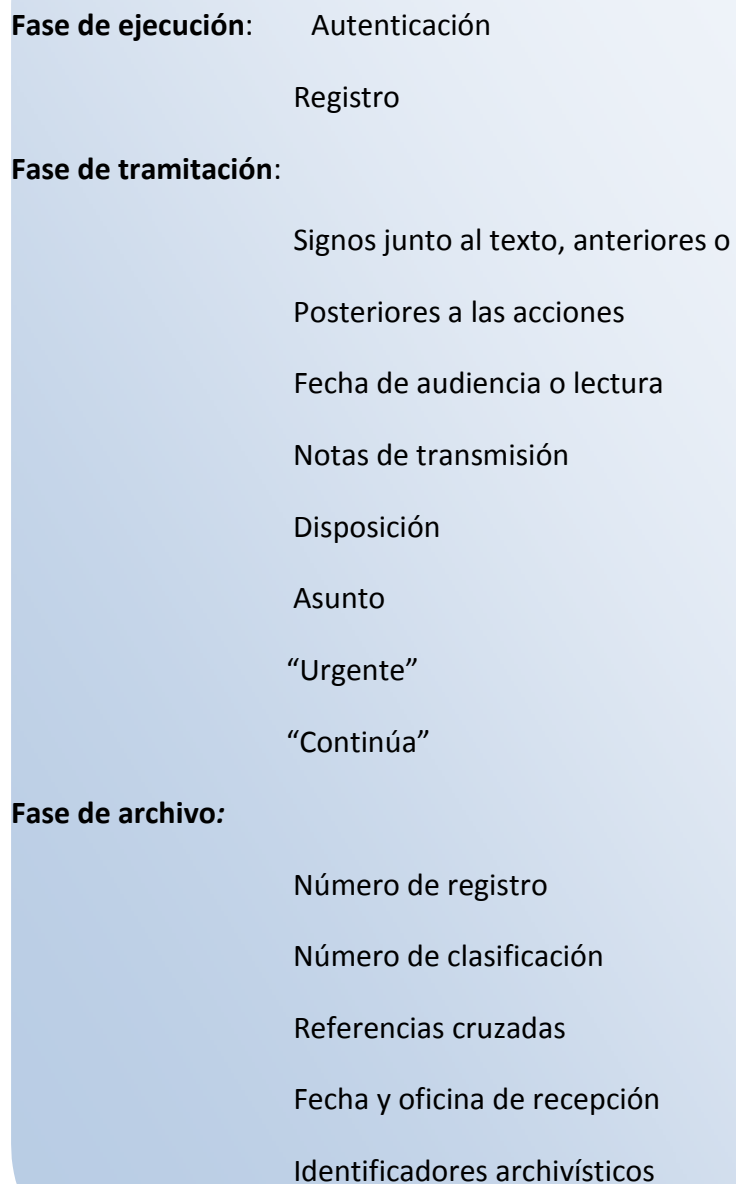 Fase de ejecución: Autenticación
Registro
Fase de tramitación:
Signos junto al texto, anteriores o
Posteriores a las acciones
Fecha de audiencia o lectura
Notas de transmisión
Disposición
Asunto
“Urgente”
“Continúa”
Fase de archivo:
Número de registro
Número de clasificación
Referencias cruzadas
Fecha y oficina de recepción
Identificadores archivísticos